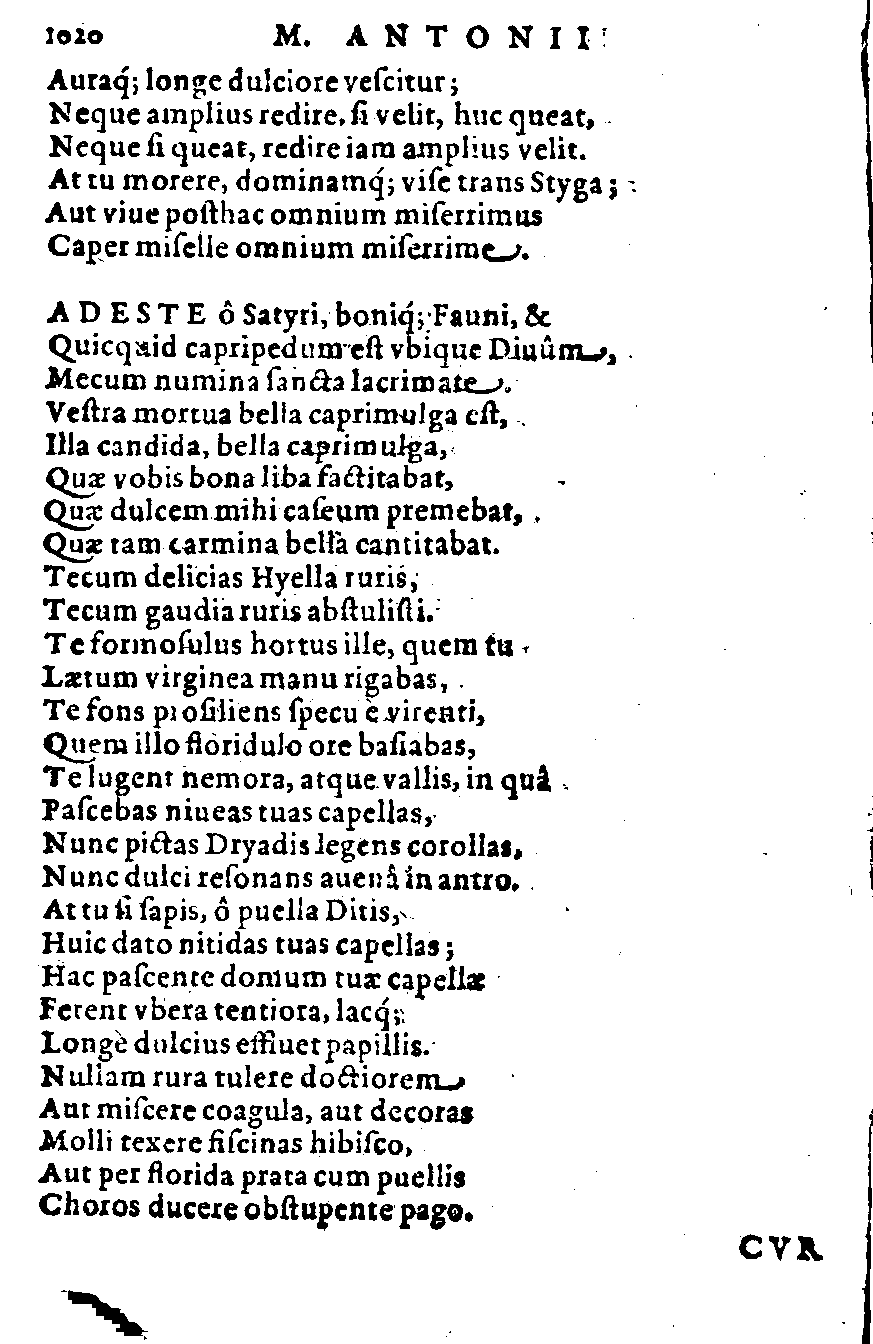 1020 M. ANTONII
Auraq́; longe dulciore veſcitur;
Neque amplius redire, ſi velit, huc queat,
Neque ſi queat, redire iam amplius velit.
At tu morere, dominamq́; viſe trans Styga;
Aut viue poſthac omnium miſerrimus
Caper miſelle omnium miſerrime.
ADESTE ô Satyri, boniq́; Fauni, &
Quicquid capripedum eſt vbique Diuûm,
Mecum numina ſancta lacrimate.
Veſtra mortua bella caprimulga eſt,
Illa candida, bella caprimulga,
Quæ vobis bona liba factitabat,
Quæ dulcem mihi caſeum premebat,
Quæ tam carmina bella cantitabat.
Tecum delicias Hyella ruris,
Tecum gaudia ruris abſtuliſti.
Te formoſulus hortus ille, quem tu
Lætum virginea manu rigabas,
Te fons proſiliens ſpecu è virenti,
Quem illo floridulo ore baſiabas,
Te lugent nemora, atque vallis, in quâ
Paſcebas niueas tuas capellas,
Nunc pictas Dryadis legens corollas,
Nunc dulci reſonans auenâ in antro.
At tu ſi ſapis, ô puella Ditis,
Huic dato nitidas tuas capellas;
Hac paſcente domum tuæ capellæ
Ferent vbera tentiora, lacq́;
Longè dulcius effluet papillis.
Nullam rura tulere doctiorem
Aut miſcere coagula, aut decoras
Molli texere fiſcinas hibiſco,
Aut per florida prata cum puellis
Choros ducere obſtupente pago.
CVR